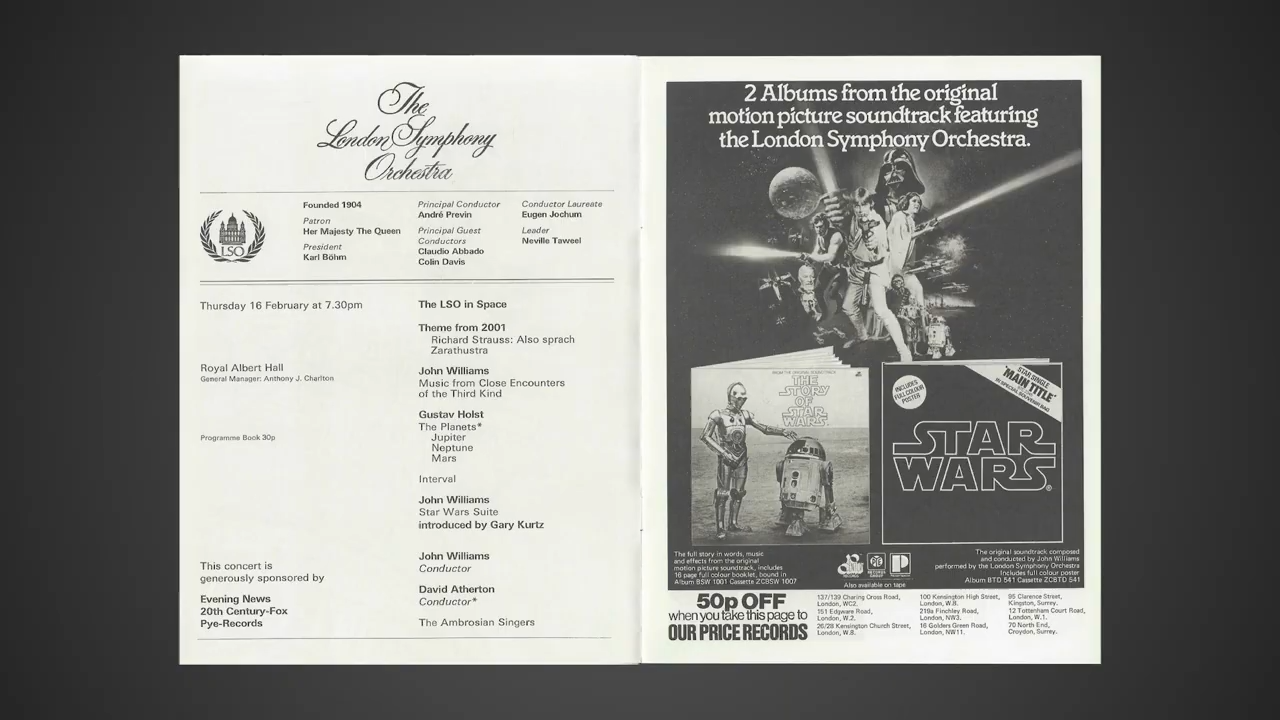 The
London Symphony
Orchestra
LSO
Founded 1904
Patron
Her Majesty The Queen
President
Karl Böhm
Principal Conductor
André Previn
Principal Guest
Conductors
Claudio Abbado
Colin Davis
Conductor Laureate
Eugen Jochum
Leader
Neville Taweel
Thursday 16 February at 7.30pm
Royal Albert Hall
General Manager: Anthony J. Charlton
Programme Book 30p
This concert is
generously sponsored by
Evening News
20th Century-Fox
Pye-Records
The LSO in Space
Theme from 2001
Richard Strauss: Also sprach
Zarathustra
John Williams
Music from Close Encounters
of the Third Kind
Gustav Holst
The Planets*
Jupiter
Neptune
Mars
Interval
John Williams
Star Wars Suite
introduced by Gary Kurtz
John Williams
Conductor
David Atherton
Conductor*
The Ambrosian Singers
2 Albums from the original
motion picture soundtrack featuring
the London Symphony Orchestra.
FROM THE ORIGINAL SOUNDTRACK
THE
STORY
OF
STAR
WARS
INCLUDES
FULL COLOUR
POSTER
STAR SINGLE
'MAIN TITLE'
IN SPECIAL SOUVENIR BAG
STAR
WARS®
The full story in words, music
and effects from the original
motion picture soundtrack, includes
16 page full colour booklet, bound in
Album BSW 1001 Cassette ZCBSW 1007
PYE
RECORDS
GROUP
Also available on tape
The original soundtrack composed
and conducted by John Williams
performed by the London Symphony Orchestra
Includes full colour poster
Album BTD 541 Cassette ZCBTD 541
50p OFF
when you take this page to
OUR PRICE RECORDS
137/139 Charing Cross Road,
London, WC2.
151 Edgware Road,
London, W.2.
26/28 Kensington Church Street,
London, W.8.
100 Kensington High Street,
London, W.8.
219a Finchley Road,
London, NW3.
16 Golders Green Road,
London, NW11.
95 Clarence Street,
Kingston, Surrey.
12 Tottenham Court Road,
London, W.1.
70 North End,
Croydon, Surrey.